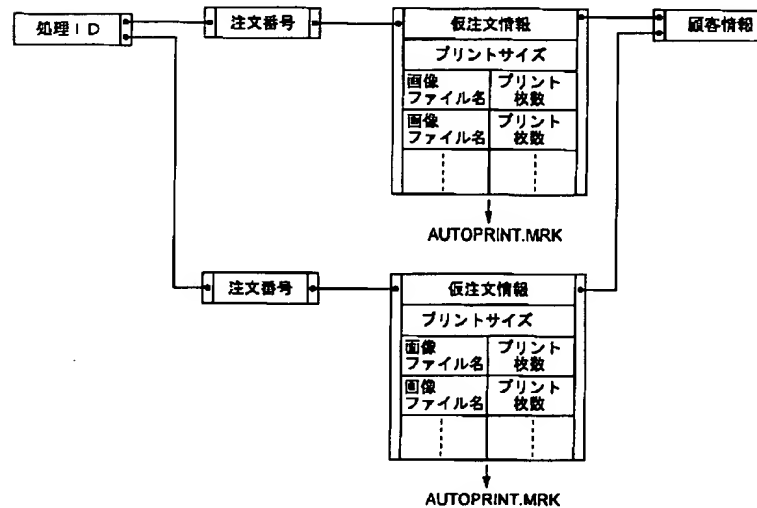 処理ID
注文番号
仮注文情報
顧客情報
プリントサイズ
画像
ファイル名
プリント
枚数
画像
ファイル名
プリント
枚数
AUTOPRINT.MRK
注文番号
仮注文情報
プリントサイズ
画像
ファイル名
プリント
枚数
画像
ファイル名
プリント
枚数
AUTOPRINT.MRK